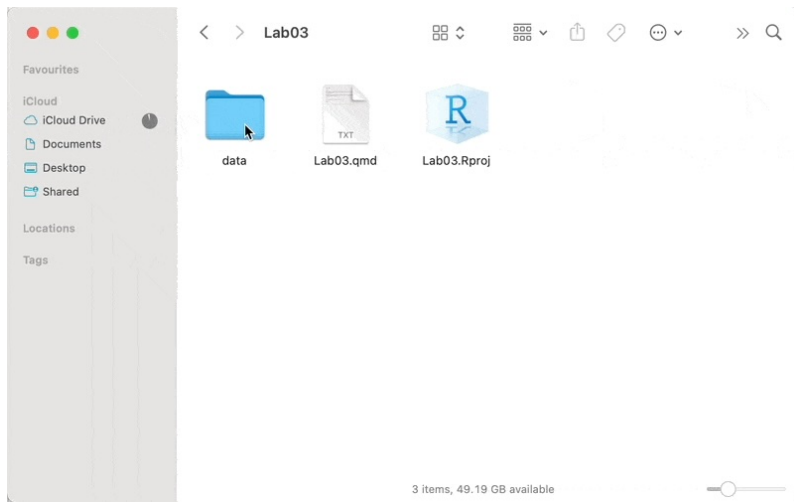 Lab03
Favourites
iCloud
iCloud Drive
Documents
Desktop
Shared
Locations
Tags
TXT
R
data
Lab03.qmd
Lab03.Rproj
3 items, 49.19 GB available